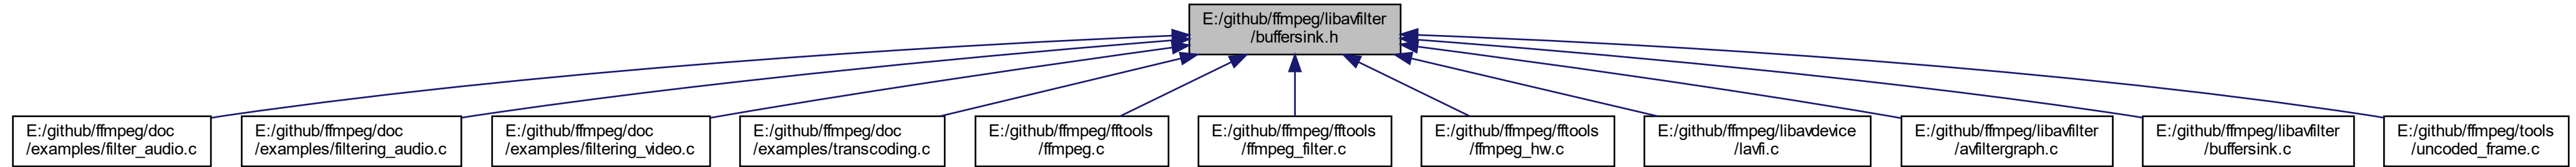 E:/github/ffmpeg/libavfilter
/buffersink.h
E:/github/ffmpeg/doc
/examples/filter_audio.c
E:/github/ffmpeg/doc
/examples/filtering_audio.c
E:/github/ffmpeg/doc
/examples/filtering_video.c
E:/github/ffmpeg/doc
/examples/transcoding.c
E:/github/ffmpeg/fftools
/ffmpeg.c
E:/github/ffmpeg/fftools
/ffmpeg_filter.c
E:/github/ffmpeg/fftools
/ffmpeg_hw.c
E:/github/ffmpeg/libavdevice
/lavfi.c
E:/github/ffmpeg/libavfilter
/avfiltergraph.c
E:/github/ffmpeg/libavfilter
/buffersink.c
E:/github/ffmpeg/tools
/uncoded_frame.c